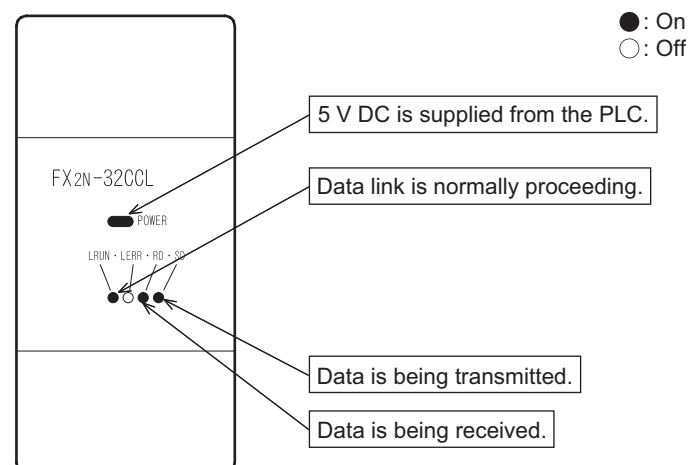 ●: On
○: Off
5 V DC is supplied from the PLC.
FX2N-32CCL
Data link is normally proceeding.
POWER
LRUN・LERR・RD・SD
Data is being transmitted.
Data is being received.